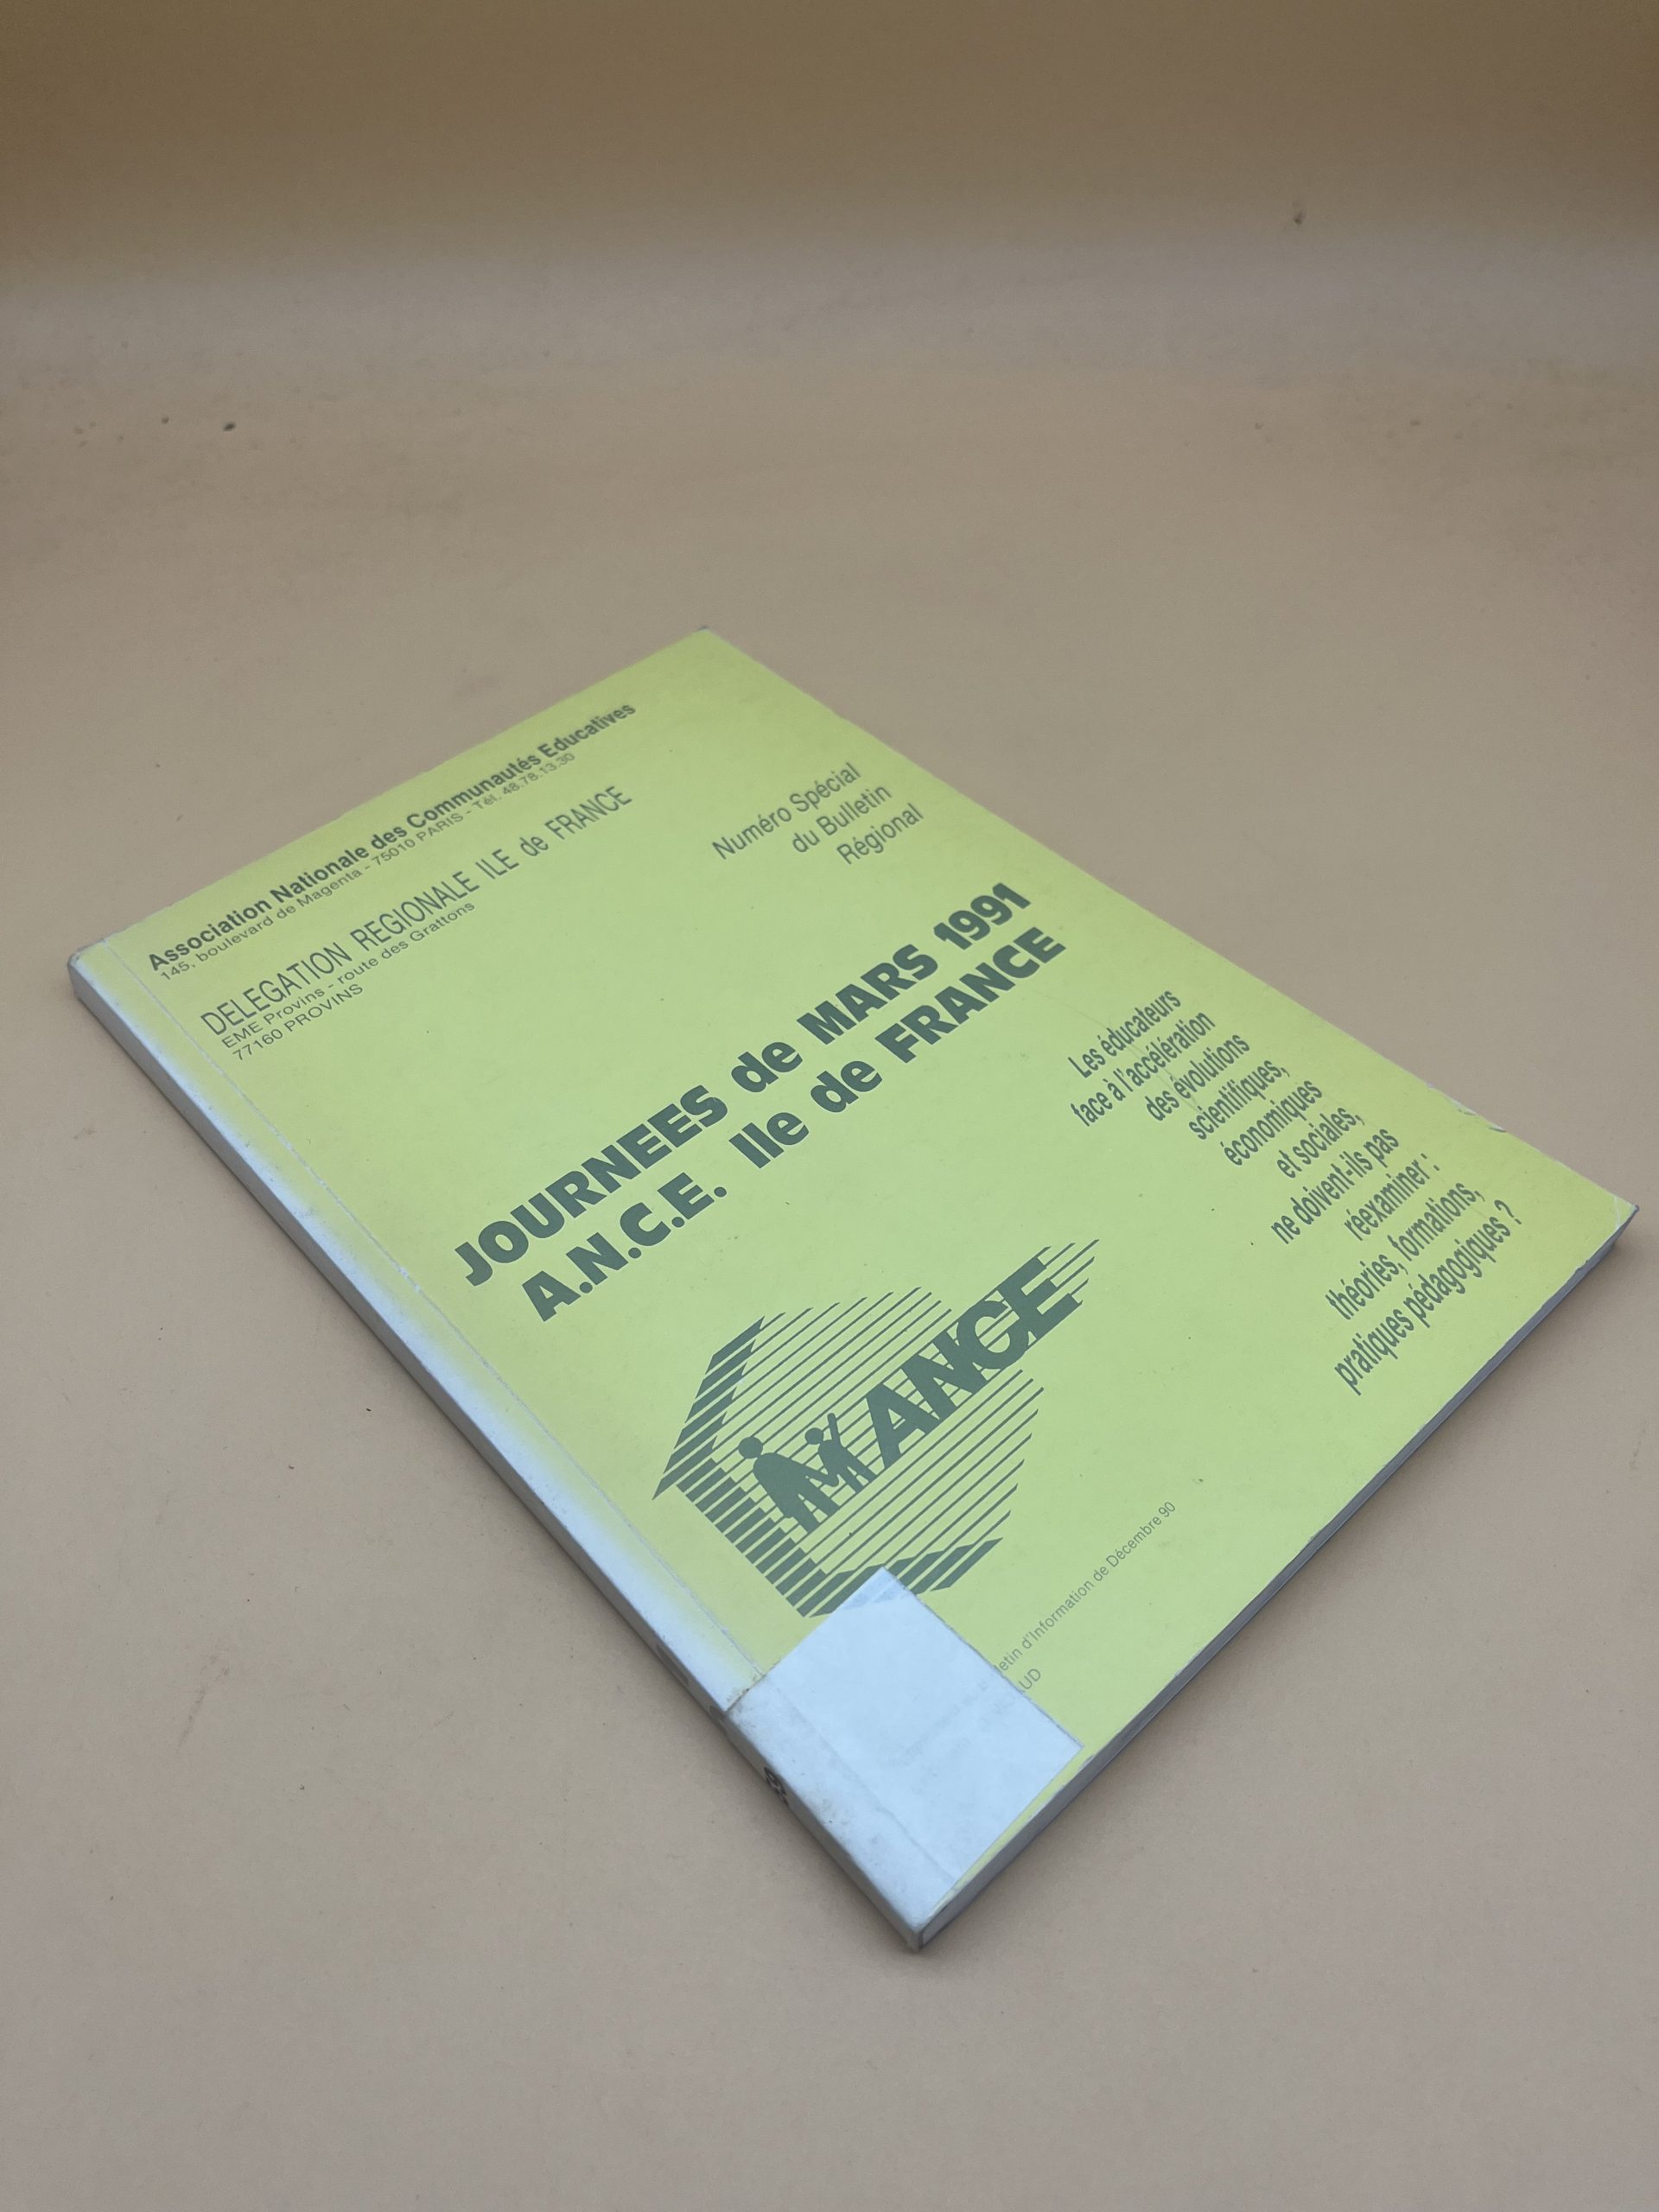 Association Nationale des Communautés Educatives
145, boulevard de Magenta - 75010 PARIS - Tél. 48.78.13.30
DELEGATION REGIONALE ILE de FRANCE
EME Provins - route des Grattons
77160 PROVINS
Numéro Spécial
du Bulletin
Régional
JOURNEES de MARS 1991
A.N.C.E. Ile de FRANCE
Les éducateurs
face à l'accélération
des évolutions
scientifiques,
économiques
et sociales,
ne doivent-ils pas
réexaminer :
théories, formations,
pratiques pédagogiques ?
ANCE
d'Information de Décembre 90